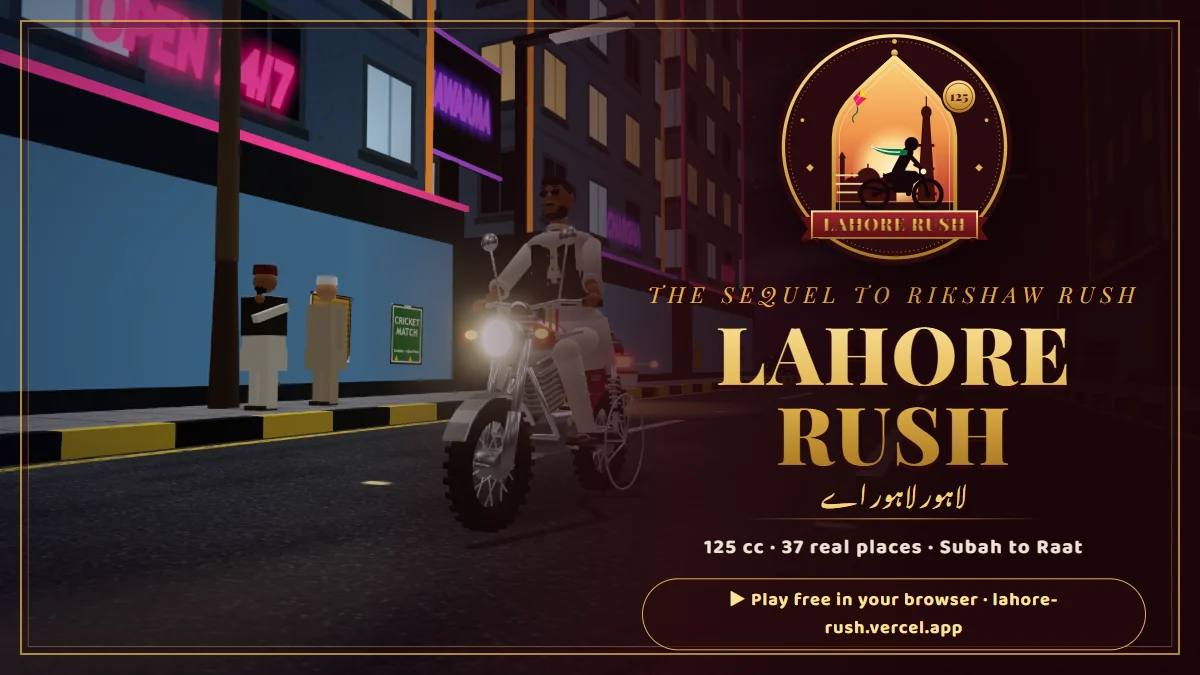 OPEN 24/7
AWARMA
CRICKET
MATCH
125
LAHORE RUSH
THE SEQUEL TO RIKSHAW RUSH
LAHORE
RUSH
لاہور لاہور اے
125 cc · 37 real places · Subah to Raat
▶ Play free in your browser · lahore-
rush.vercel.app